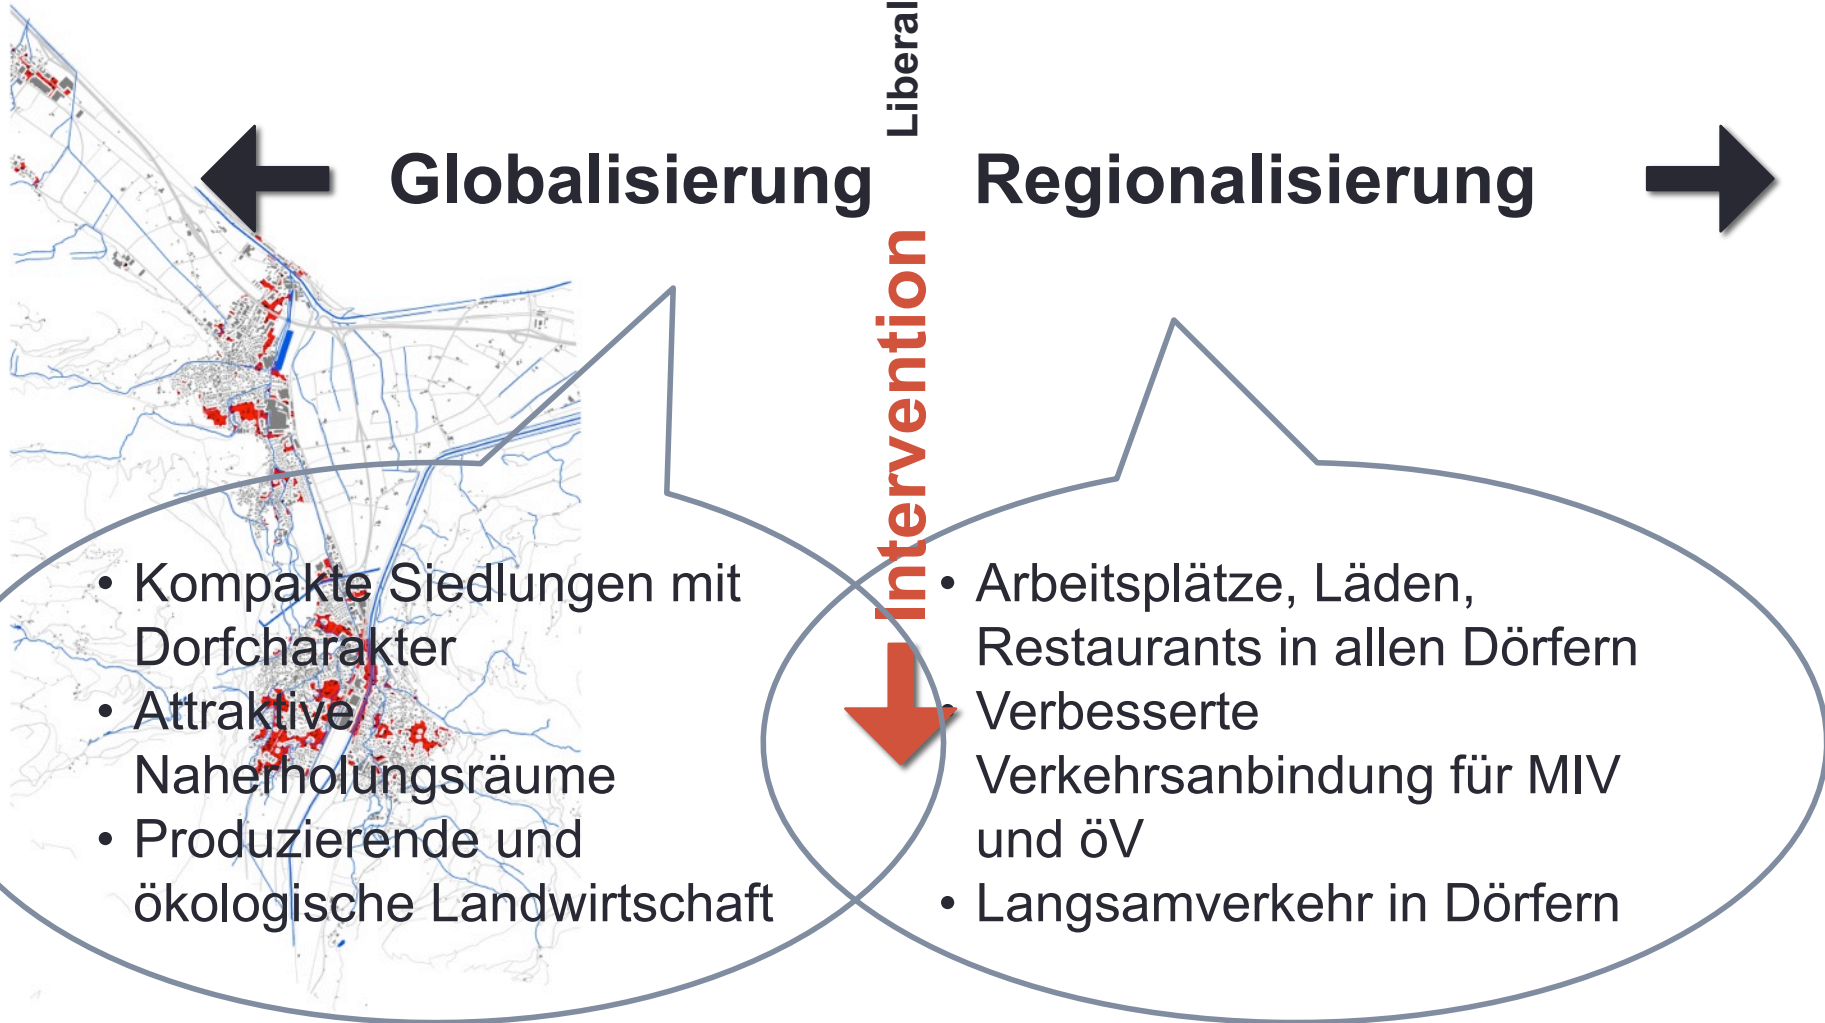 Liberal
Globalisierung
Regionalisierung
Intervention
• Kompakte Siedlungen mit
Dorfcharakter
• Attraktive
Naherholungsräume
• Produzierende und
ökologische Landwirtschaft
• Arbeitsplätze, Läden,
Restaurants in allen Dörfern
• Verbesserte
Verkehrsanbindung für MIV
und öV
• Langsamverkehr in Dörfern